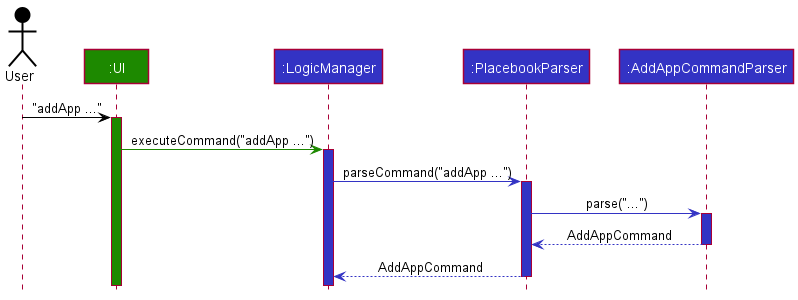 User
:UI
:LogicManager
:PlacebookParser
:AddAppCommandParser
"addApp ..."
executeCommand("addApp ...")
parseCommand("addApp ...")
parse("...")
AddAppCommand
AddAppCommand